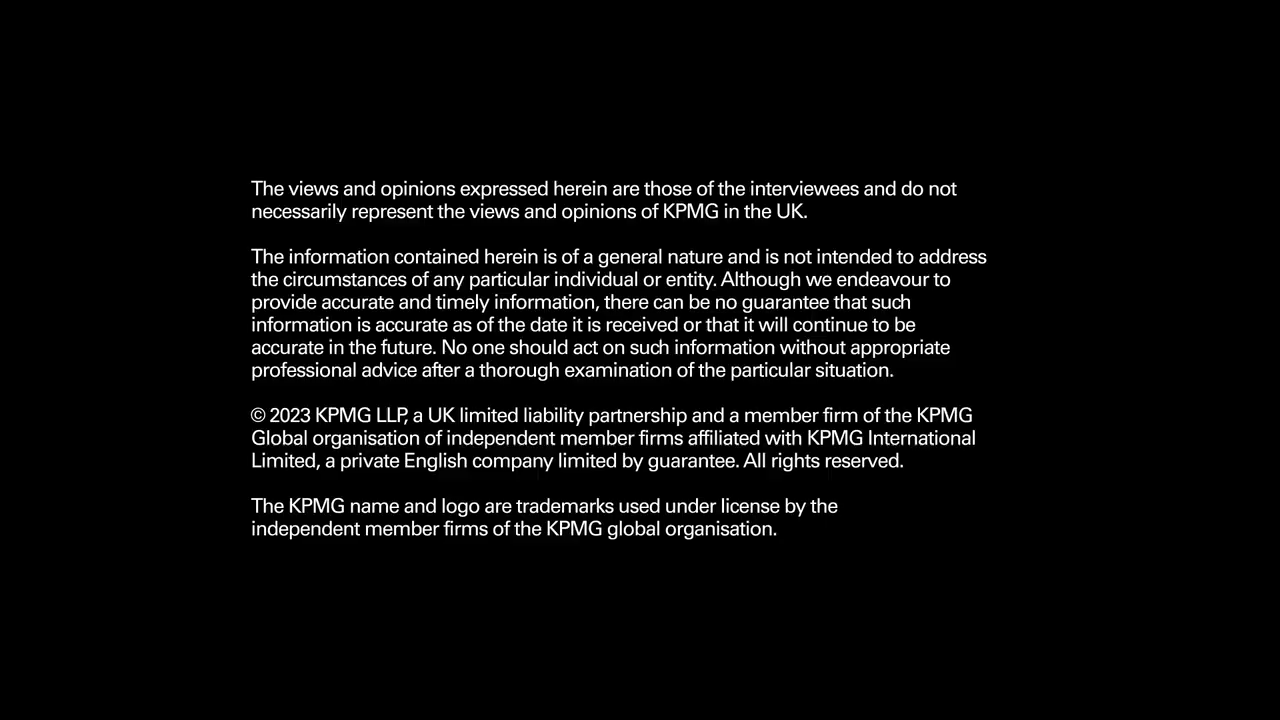 The views and opinions expressed herein are those of the interviewees and do not
necessarily represent the views and opinions of KPMG in the UK.
The information contained herein is of a general nature and is not intended to address
the circumstances of any particular individual or entity. Although we endeavour to
provide accurate and timely information, there can be no guarantee that such
information is accurate as of the date it is received or that it will continue to be
accurate in the future. No one should act on such information without appropriate
professional advice after a thorough examination of the particular situation.
© 2023 KPMG LLP, a UK limited liability partnership and a member firm of the KPMG
Global organisation of independent member firms affiliated with KPMG International
Limited, a private English company limited by guarantee. All rights reserved.
The KPMG name and logo are trademarks used under license by the
independent member firms of the KPMG global organisation.